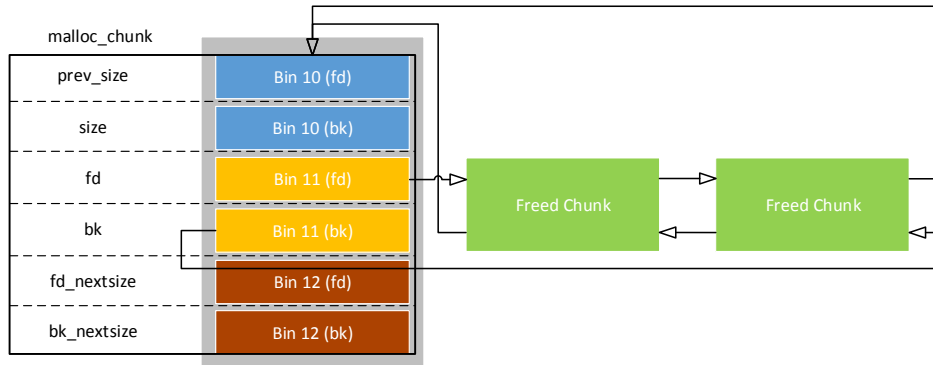 malloc_chunk
prev_size
Bin 10 (fd)
size
Bin 10 (bk)
fd
Bin 11 (fd)
Freed Chunk
Freed Chunk
bk
Bin 11 (bk)
fd_nextsize
Bin 12 (fd)
bk_nextsize
Bin 12 (bk)